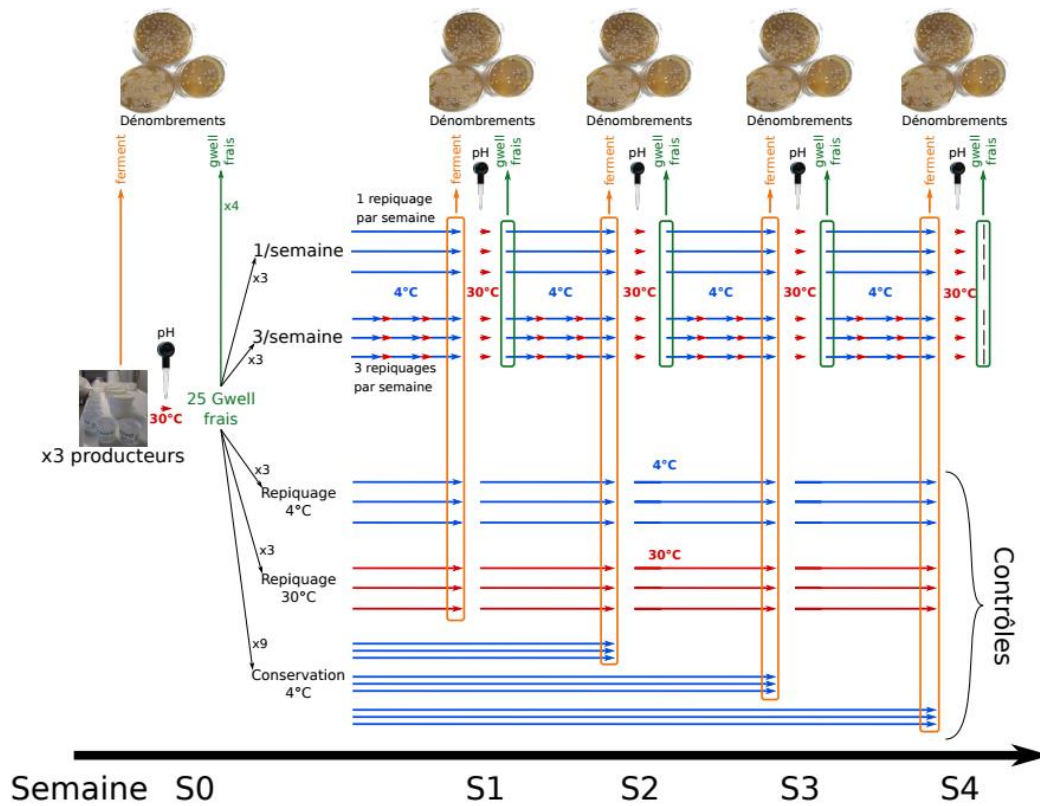 Dénombrements
Dénombrements
Dénombrements
Dénombrements
Dénombrements
ferment
gwell
frais
ferment
pH
gwell
frais
ferment
pH
gwell
frais
ferment
pH
gwell
frais
ferment
pH
gwell
frais
x4
1 repiquage
par semaine
1/semaine
x3
4°C
30°C
4°C
30°C
4°C
30°C
4°C
30°C
3/semaine
x3
3 repiquages
par semaine
pH
30°C
25 Gwell
frais
x3 producteurs
x3
Repiquage
4°C
4°C
x3
Repiquage
30°C
30°C
x9
Conservation
4°C
Contrôles
Semaine S0 S1 S2 S3 S4